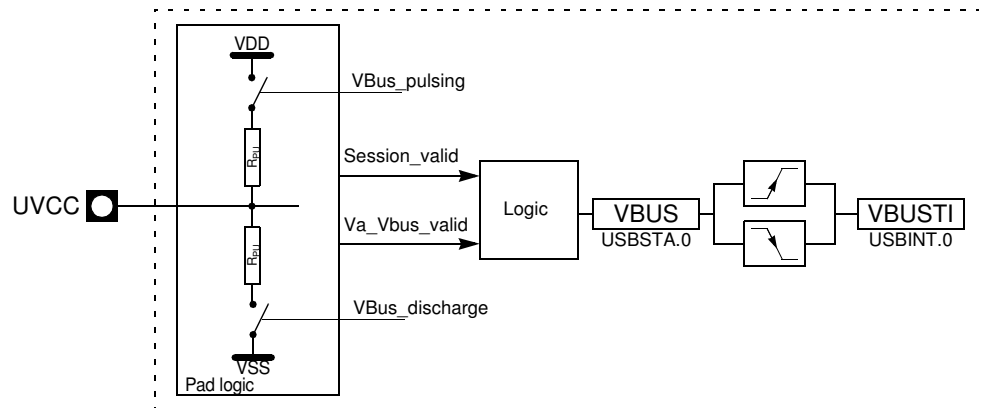 VDD
VBus_pulsing
RPU
Session_valid
UVCC
Logic
VBUS
USBSTA.0
VBUSTI
USBINT.0
Va_Vbus_valid
RPU
VBus_discharge
VSS
Pad logic